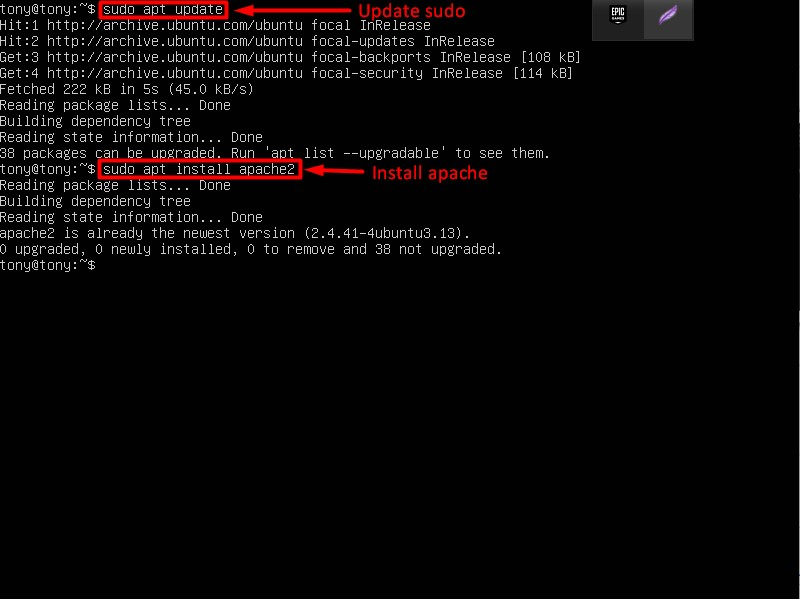 tony@tony:~$ sudo apt update Update sudo
Hit:1 http://archive.ubuntu.com/ubuntu focal InRelease
Hit:2 http://archive.ubuntu.com/ubuntu focal-updates InRelease
Get:3 http://archive.ubuntu.com/ubuntu focal-backports InRelease [108 kB]
Get:4 http://archive.ubuntu.com/ubuntu focal-security InRelease [114 kB]
Fetched 222 kB in 5s (45.0 kB/s)
Reading package lists... Done
Building dependency tree
Reading state information... Done
38 packages can be upgraded. Run 'apt list --upgradable' to see them.
tony@tony:~$ sudo apt install apache2 Install apache
Reading package lists... Done
Building dependency tree
Reading state information... Done
apache2 is already the newest version (2.4.41-4ubuntu3.13).
0 upgraded, 0 newly installed, 0 to remove and 38 not upgraded.
tony@tony:~$
EPIC
GAMES